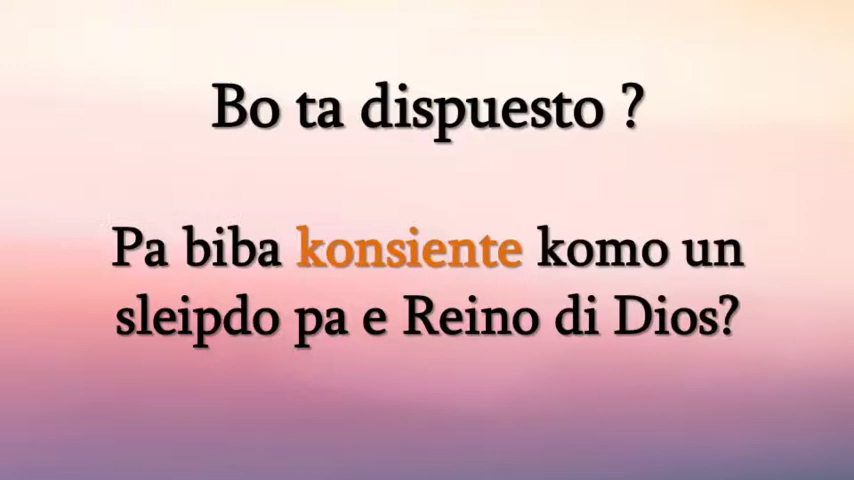 Bo ta dispuesto ?
Pa biba konsiente komo un
sleipdo pa e Reino di Dios?